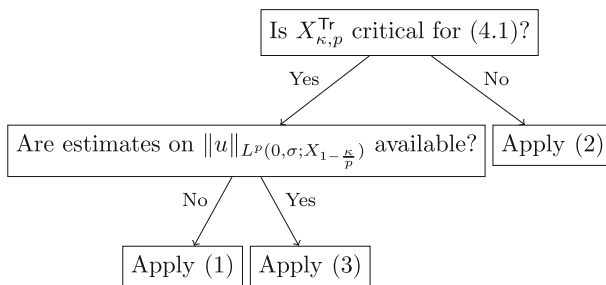 Is $X^{\mathsf{Tr}}_{\kappa,p}$ critical for (4.1)?
Yes
No
Are estimates on $\|u\|_{L^p(0,\sigma;X_{1-\frac{\kappa}{p}})}$ available?
Apply (2)
No
Yes
Apply (1)
Apply (3)